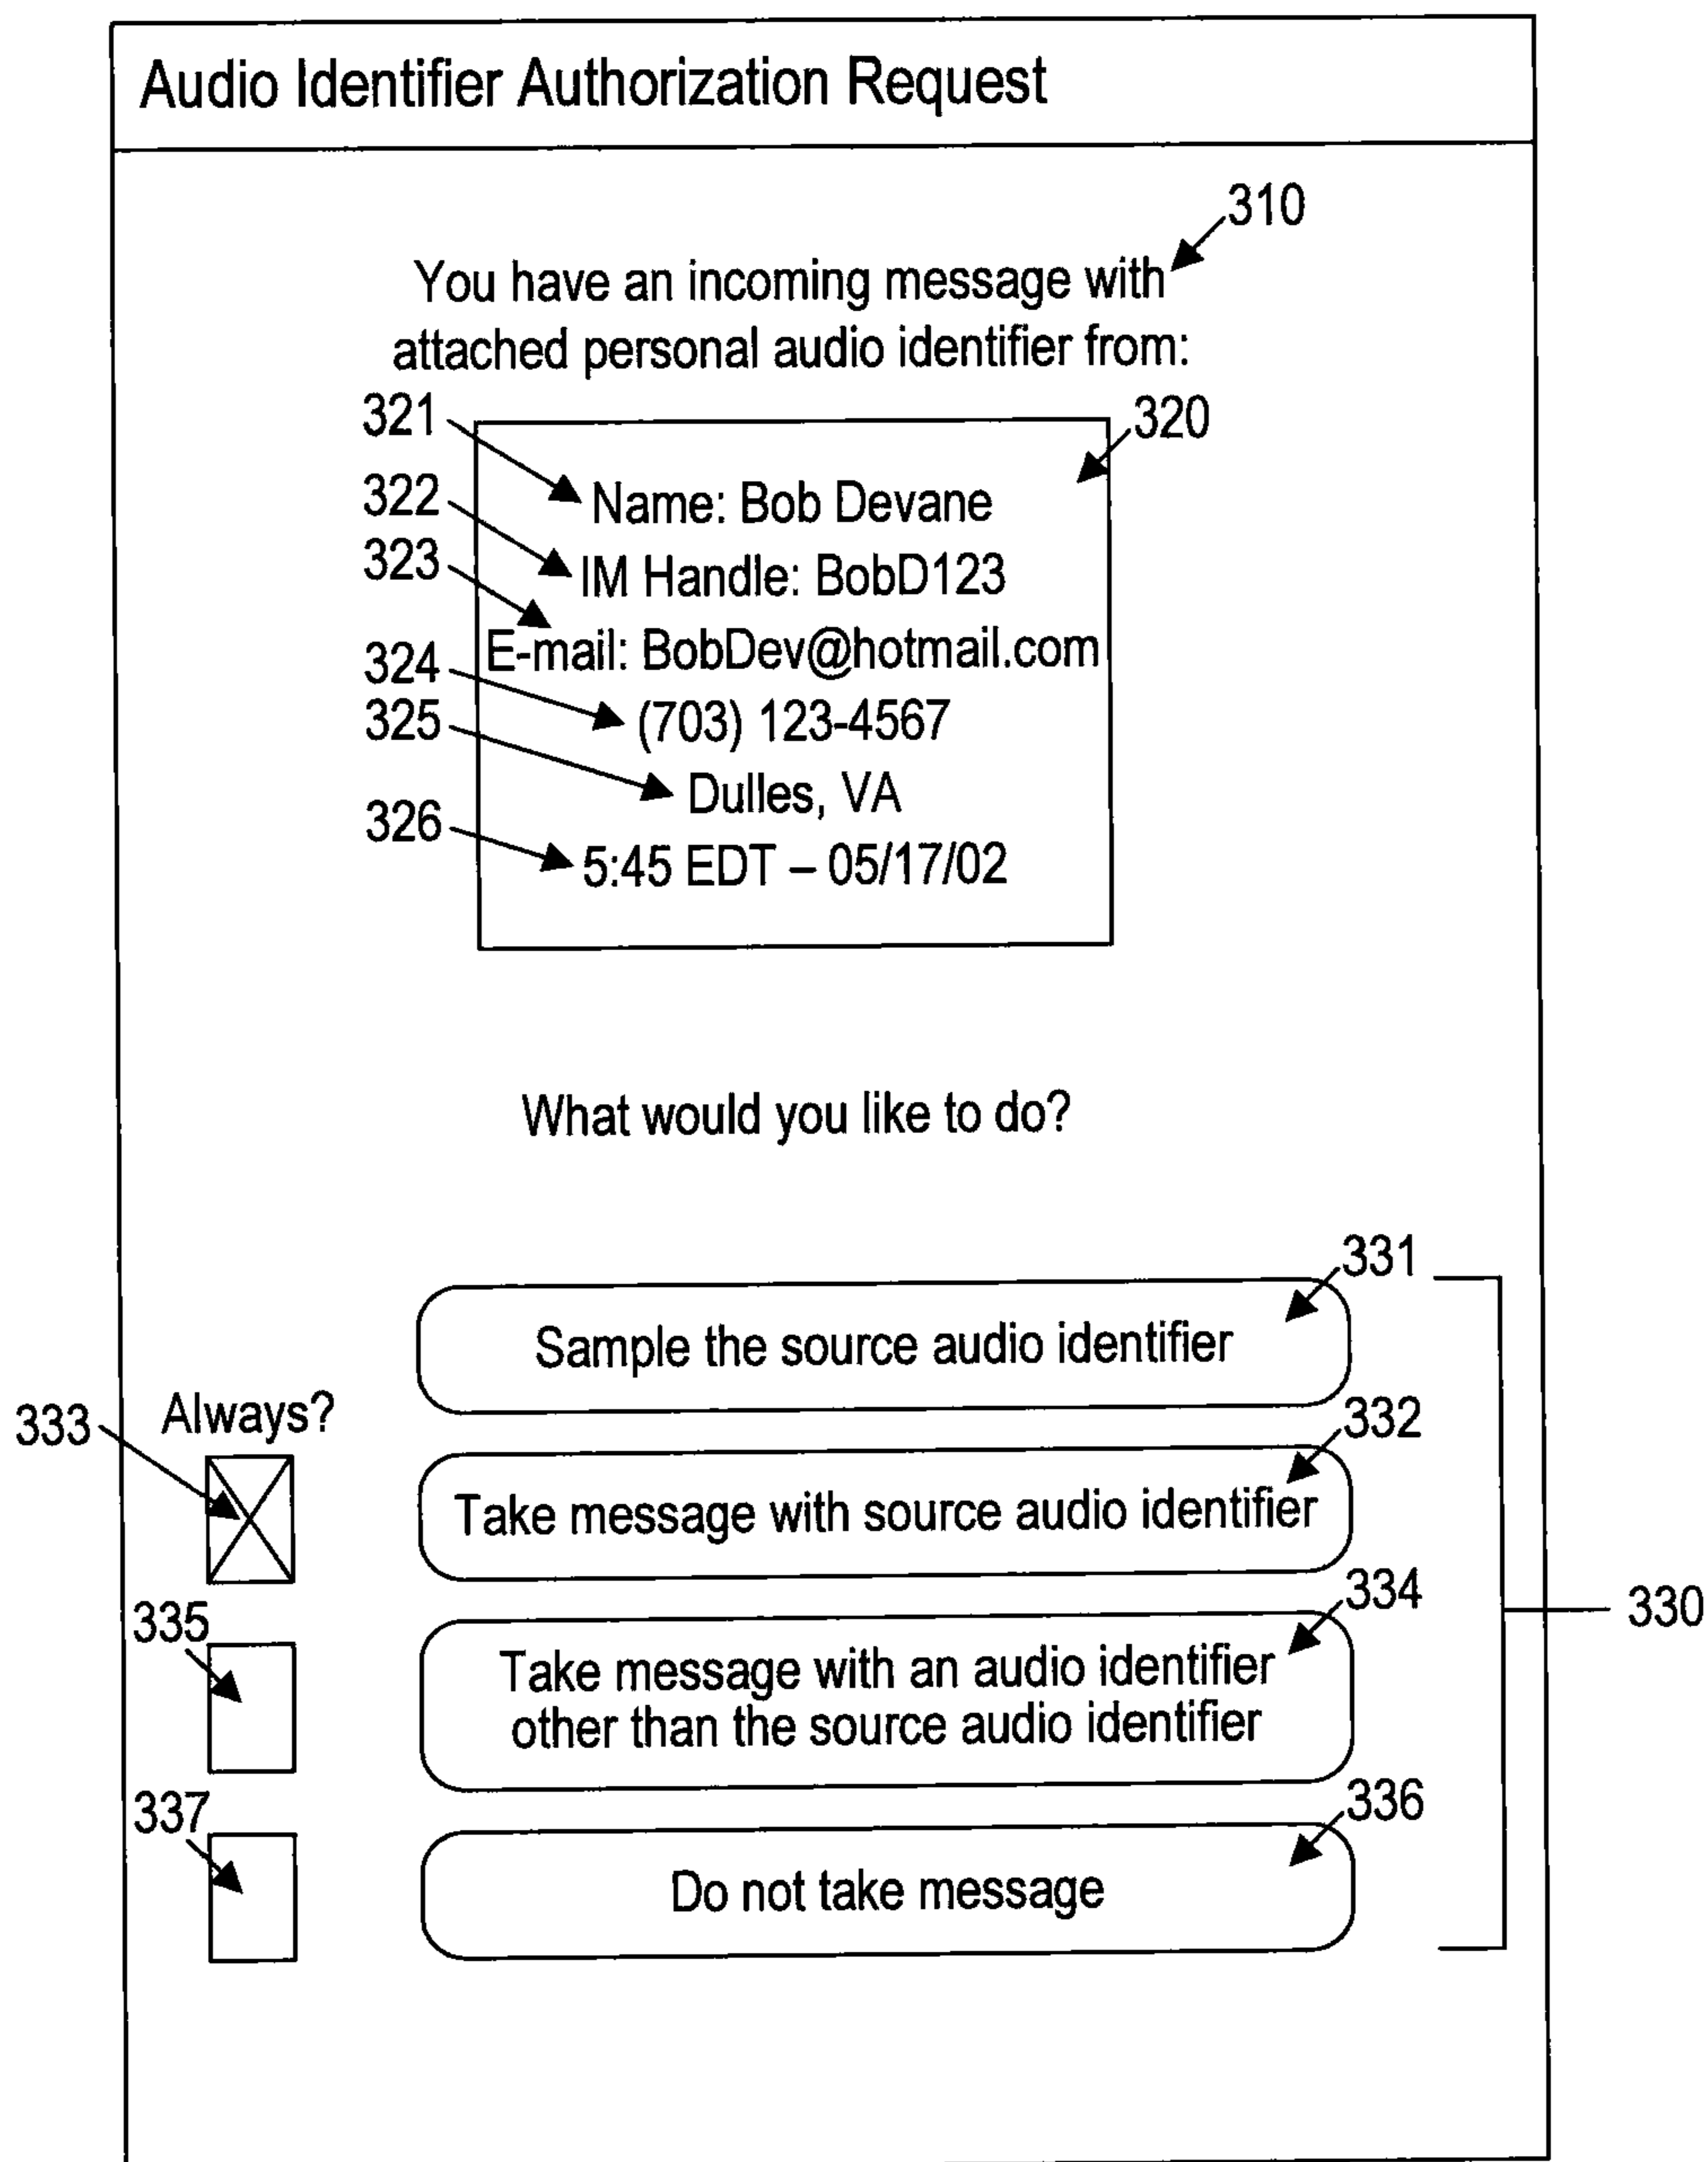 Audio Identifier Authorization Request
310
You have an incoming message with
attached personal audio identifier from:
321
320
Name: Bob Devane
322
IM Handle: BobD123
323
E-mail: BobDev@hotmail.com
324
(703) 123-4567
325
Dulles, VA
326
5:45 EDT – 05/17/02
What would you like to do?
331
Sample the source audio identifier
Always?
333
332
Take message with source audio identifier
330
335
334
Take message with an audio identifier
other than the source audio identifier
337
336
Do not take message